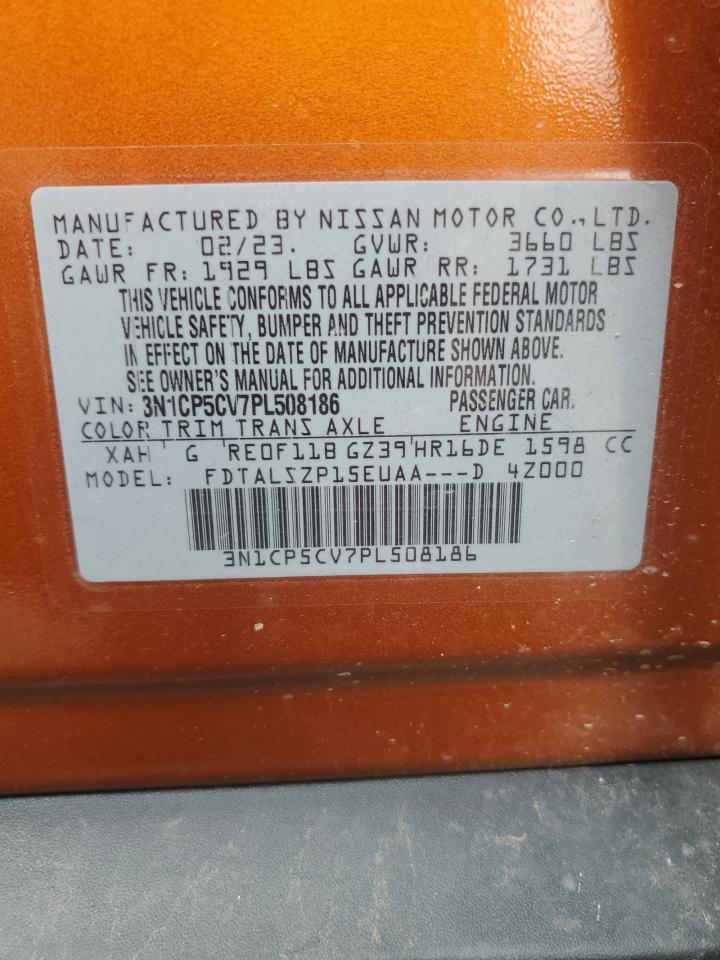 MANUFACTURED BY NISSAN MOTOR CO.,LTD.
DATE: 02/23. GVWR: 3660 LBS
GAWR FR: 1929 LBS GAWR RR: 1731 LBS
THIS VEHICLE CONFORMS TO ALL APPLICABLE FEDERAL MOTOR
VEHICLE SAFETY, BUMPER AND THEFT PREVENTION STANDARDS
IN EFFECT ON THE DATE OF MANUFACTURE SHOWN ABOVE.
SEE OWNER'S MANUAL FOR ADDITIONAL INFORMATION.
VIN: 3N1CP5CV7PL508186 PASSENGER CAR.
COLOR TRIM TRANS AXLE ENGINE
XAH G RE0F11B GZ39 HR16DE 1598 CC
MODEL: FDTALSZP15EUAA---D 4Z000
3N1CP5CV7PL508186